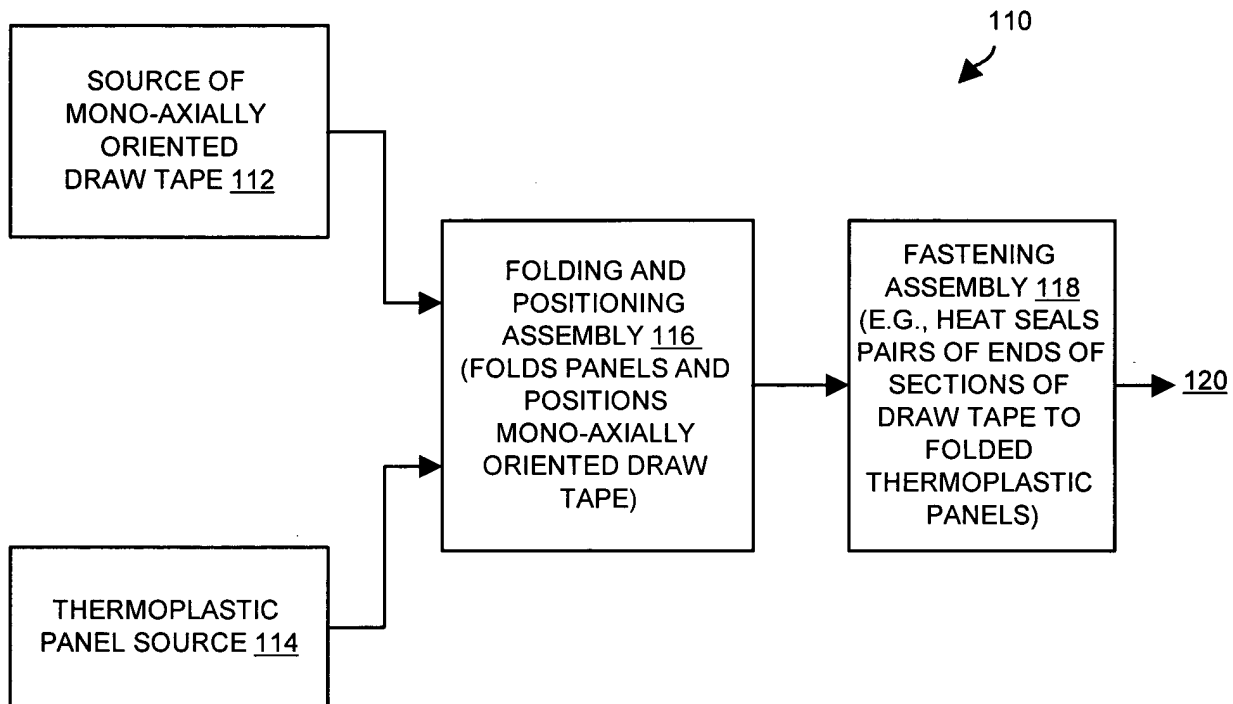 110
SOURCE OF
MONO-AXIALLY
ORIENTED
DRAW TAPE 112
FOLDING AND
POSITIONING
ASSEMBLY 116
(FOLDS PANELS AND
POSITIONS
MONO-AXIALLY
ORIENTED DRAW
TAPE)
FASTENING
ASSEMBLY 118
(E.G., HEAT SEALS
PAIRS OF ENDS OF
SECTIONS OF
DRAW TAPE TO
FOLDED
THERMOPLASTIC
PANELS)
120
THERMOPLASTIC
PANEL SOURCE 114